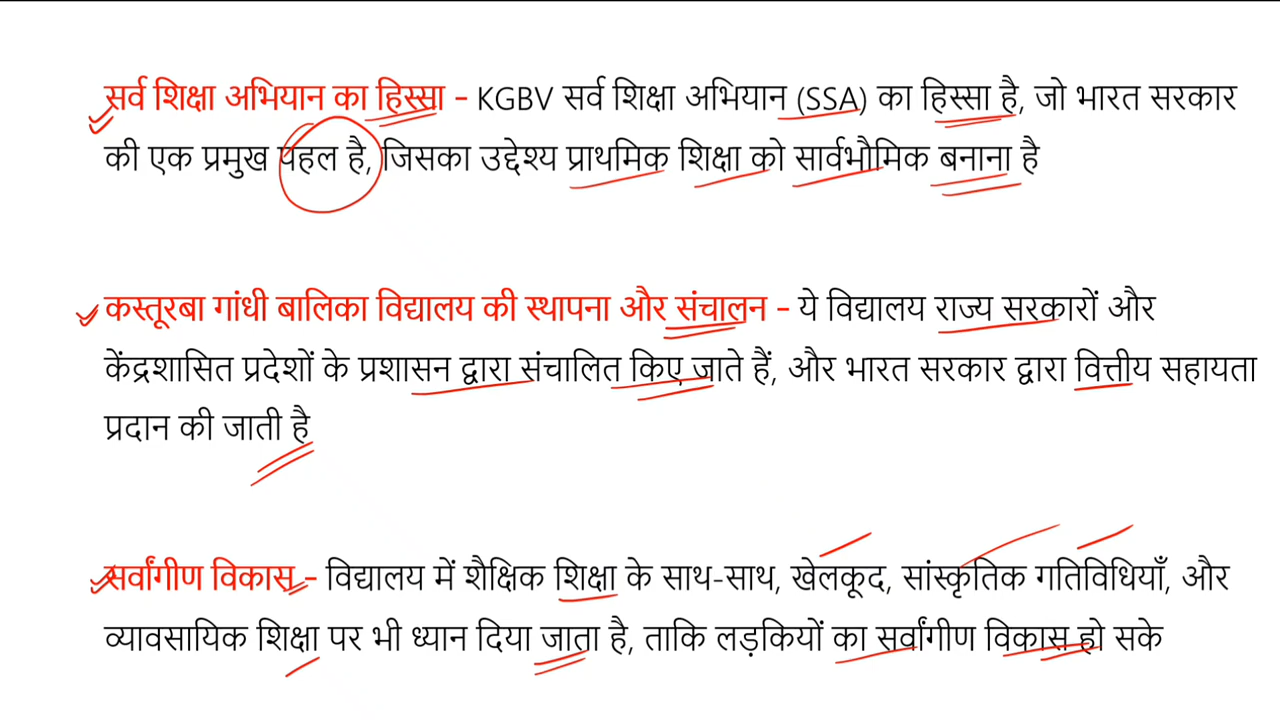 सर्व शिक्षा अभियान का हिस्सा - KGBV सर्व शिक्षा अभियान (SSA) का हिस्सा है, जो भारत सरकार
की एक प्रमुख पहल है, जिसका उद्देश्य प्राथमिक शिक्षा को सार्वभौमिक बनाना है
कस्तूरबा गांधी बालिका विद्यालय की स्थापना और संचालन - ये विद्यालय राज्य सरकारों और
केंद्रशासित प्रदेशों के प्रशासन द्वारा संचालित किए जाते हैं, और भारत सरकार द्वारा वित्तीय सहायता
प्रदान की जाती है
सर्वांगीण विकास - विद्यालय में शैक्षिक शिक्षा के साथ-साथ, खेलकूद, सांस्कृतिक गतिविधियाँ, और
व्यावसायिक शिक्षा पर भी ध्यान दिया जाता है, ताकि लड़कियों का सर्वांगीण विकास हो सके